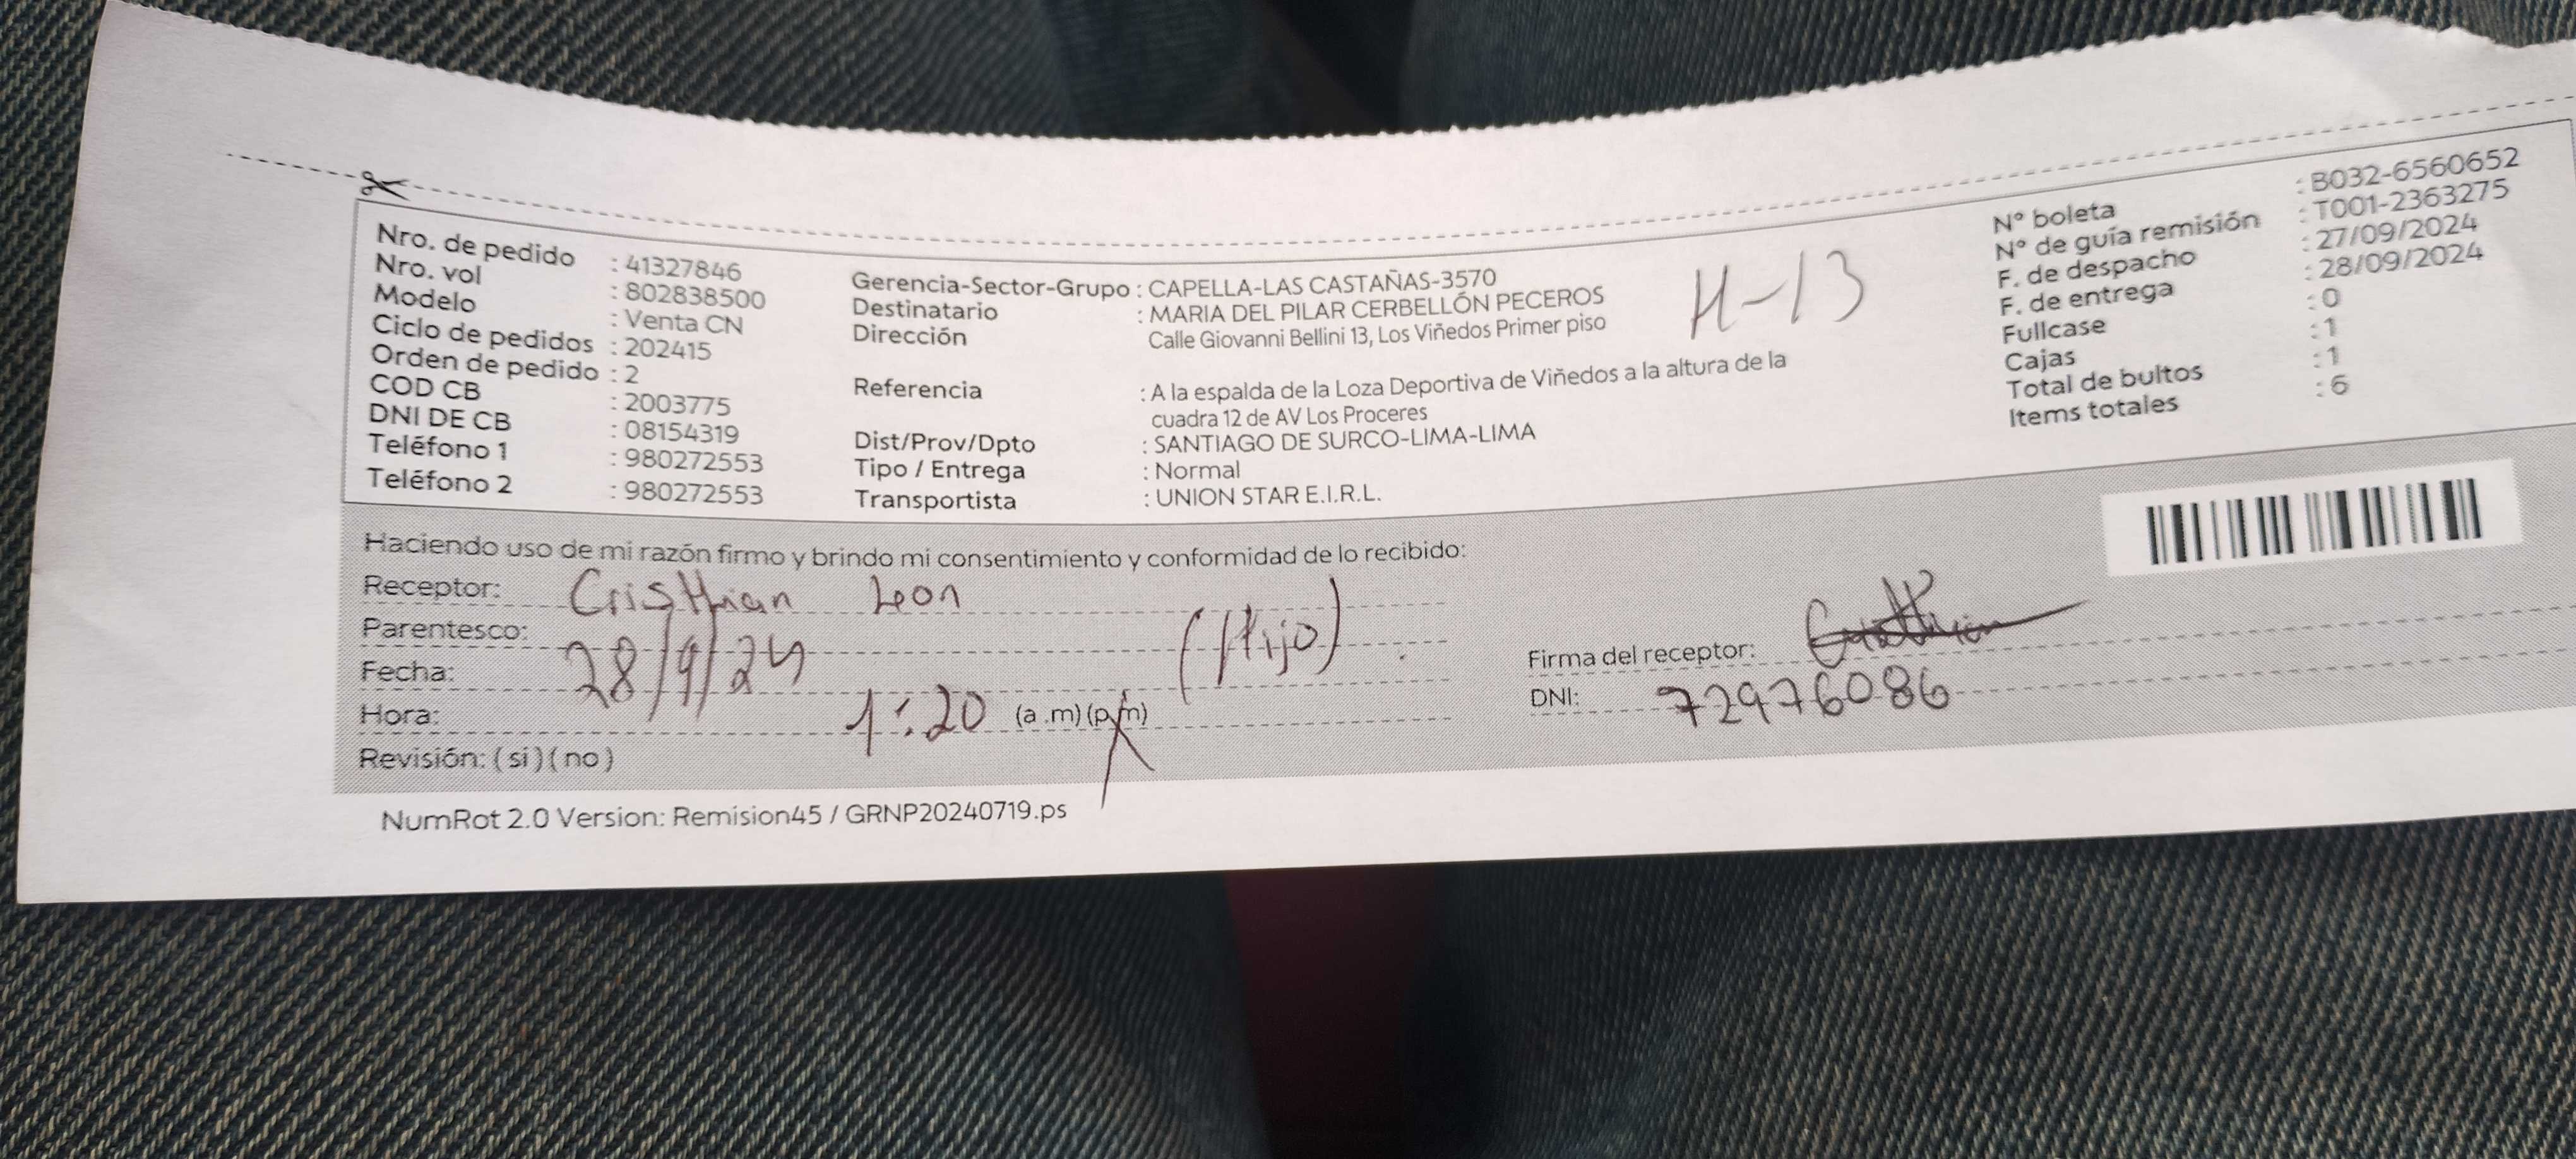 Nro. de pedido : 41327846
Nro. vol : 802838500
Modelo : Venta CN
Ciclo de pedidos : 202415
Orden de pedido : 2
COD CB : 2003775
DNI DE CB : 08154319
Teléfono 1 : 980272553
Teléfono 2 : 980272553
Gerencia-Sector-Grupo : CAPELLA-LAS CASTAÑAS-3570
Destinatario : MARIA DEL PILAR CERBELLÓN PECEROS
Dirección Calle Giovanni Bellini 13, Los Viñedos Primer piso
Referencia : A la espalda de la Loza Deportiva de Viñedos a la altura de la
cuadra 12 de AV Los Proceres
Dist/Prov/Dpto : SANTIAGO DE SURCO-LIMA-LIMA
Tipo / Entrega : Normal
Transportista : UNION STAR E.I.R.L.
H-13
N° boleta : B032-6560652
N° de guía remisión : T001-2363275
F. de despacho : 27/09/2024
F. de entrega : 28/09/2024
Fullcase : 0
Cajas : 1
Total de bultos : 1
Items totales : 6
Haciendo uso de mi razón firmo y brindo mi consentimiento y conformidad de lo recibido:
Receptor: Cristhian Leon
Parentesco: (Hijo)
Fecha: 28/9/24
Hora: 1:20 (a .m) (p.m)
Revisión: ( si ) ( no )
Firma del receptor: Cristhian
DNI: 72976086
NumRot 2.0 Version: Remision45 / GRNP20240719.ps